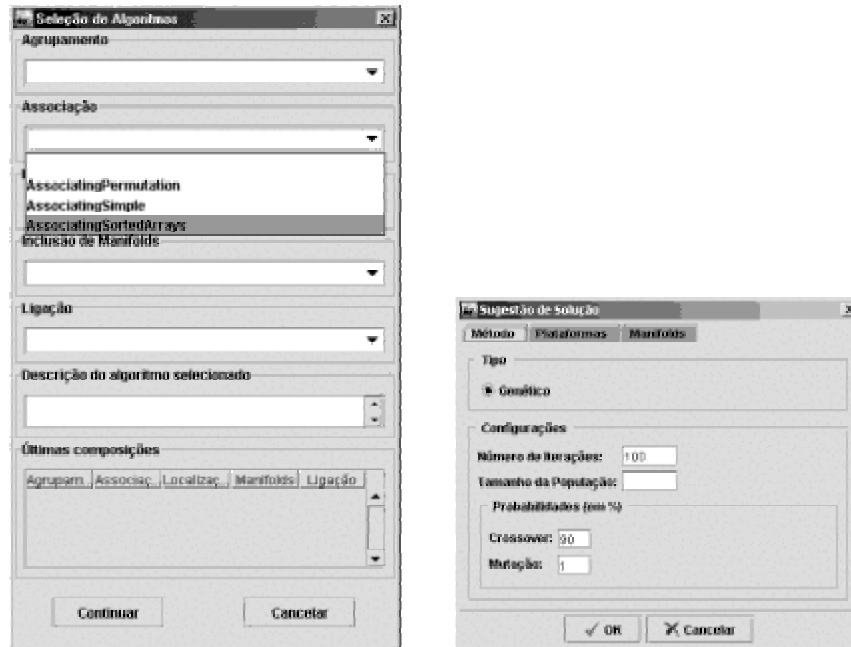 Seleção de Algoritmos
Agrupamento
Associação
AssociatingPermutation
AssociatingSimple
AssociatingSortedArrays
Inclusão de Manifolds
Ligação
Descrição do algoritmo selecionado
Últimas composições
Agrupam... Associaç... Localizaç... Manifolds Ligação
Continuar Cancelar
Sugestão de Solução
Método Plataformas Manifolds
Tipo
Genético
Configurações
Número de Iterações: 100
Tamanho da População:
Probabilidades (em %)
Crossover: 90
Mutação: 1
OK Cancelar